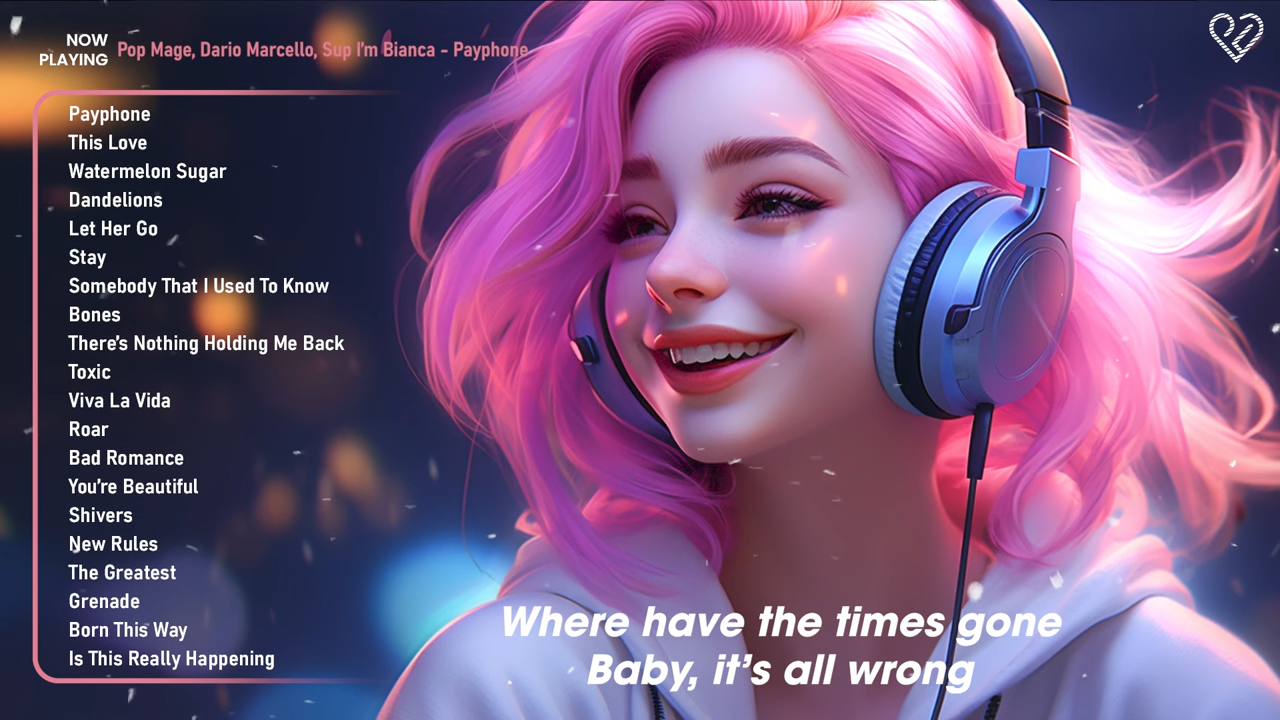 NOW
PLAYING
Pop Mage, Dario Marcello, Sup I'm Bianca - Payphone
Payphone
This Love
Watermelon Sugar
Dandelions
Let Her Go
Stay
Somebody That I Used To Know
Bones
There's Nothing Holding Me Back
Toxic
Viva La Vida
Roar
Bad Romance
You're Beautiful
Shivers
New Rules
The Greatest
Grenade
Born This Way
Is This Really Happening
Where have the times gone
Baby, it's all wrong